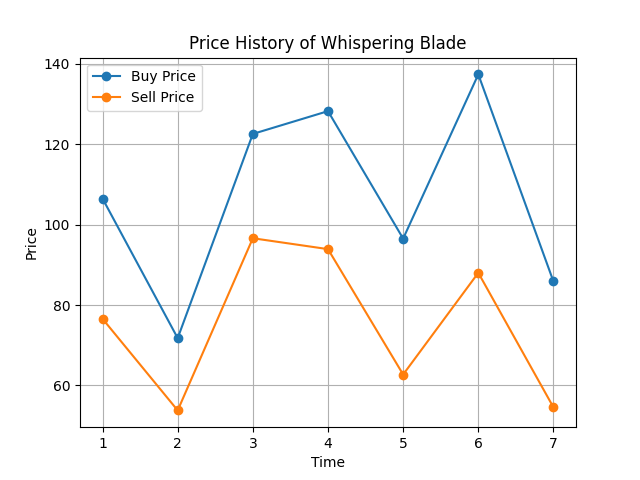 Price History of Whispering Blade
Buy Price
Sell Price
140
120
100
80
60
Price
1 2 3 4 5 6 7
Time